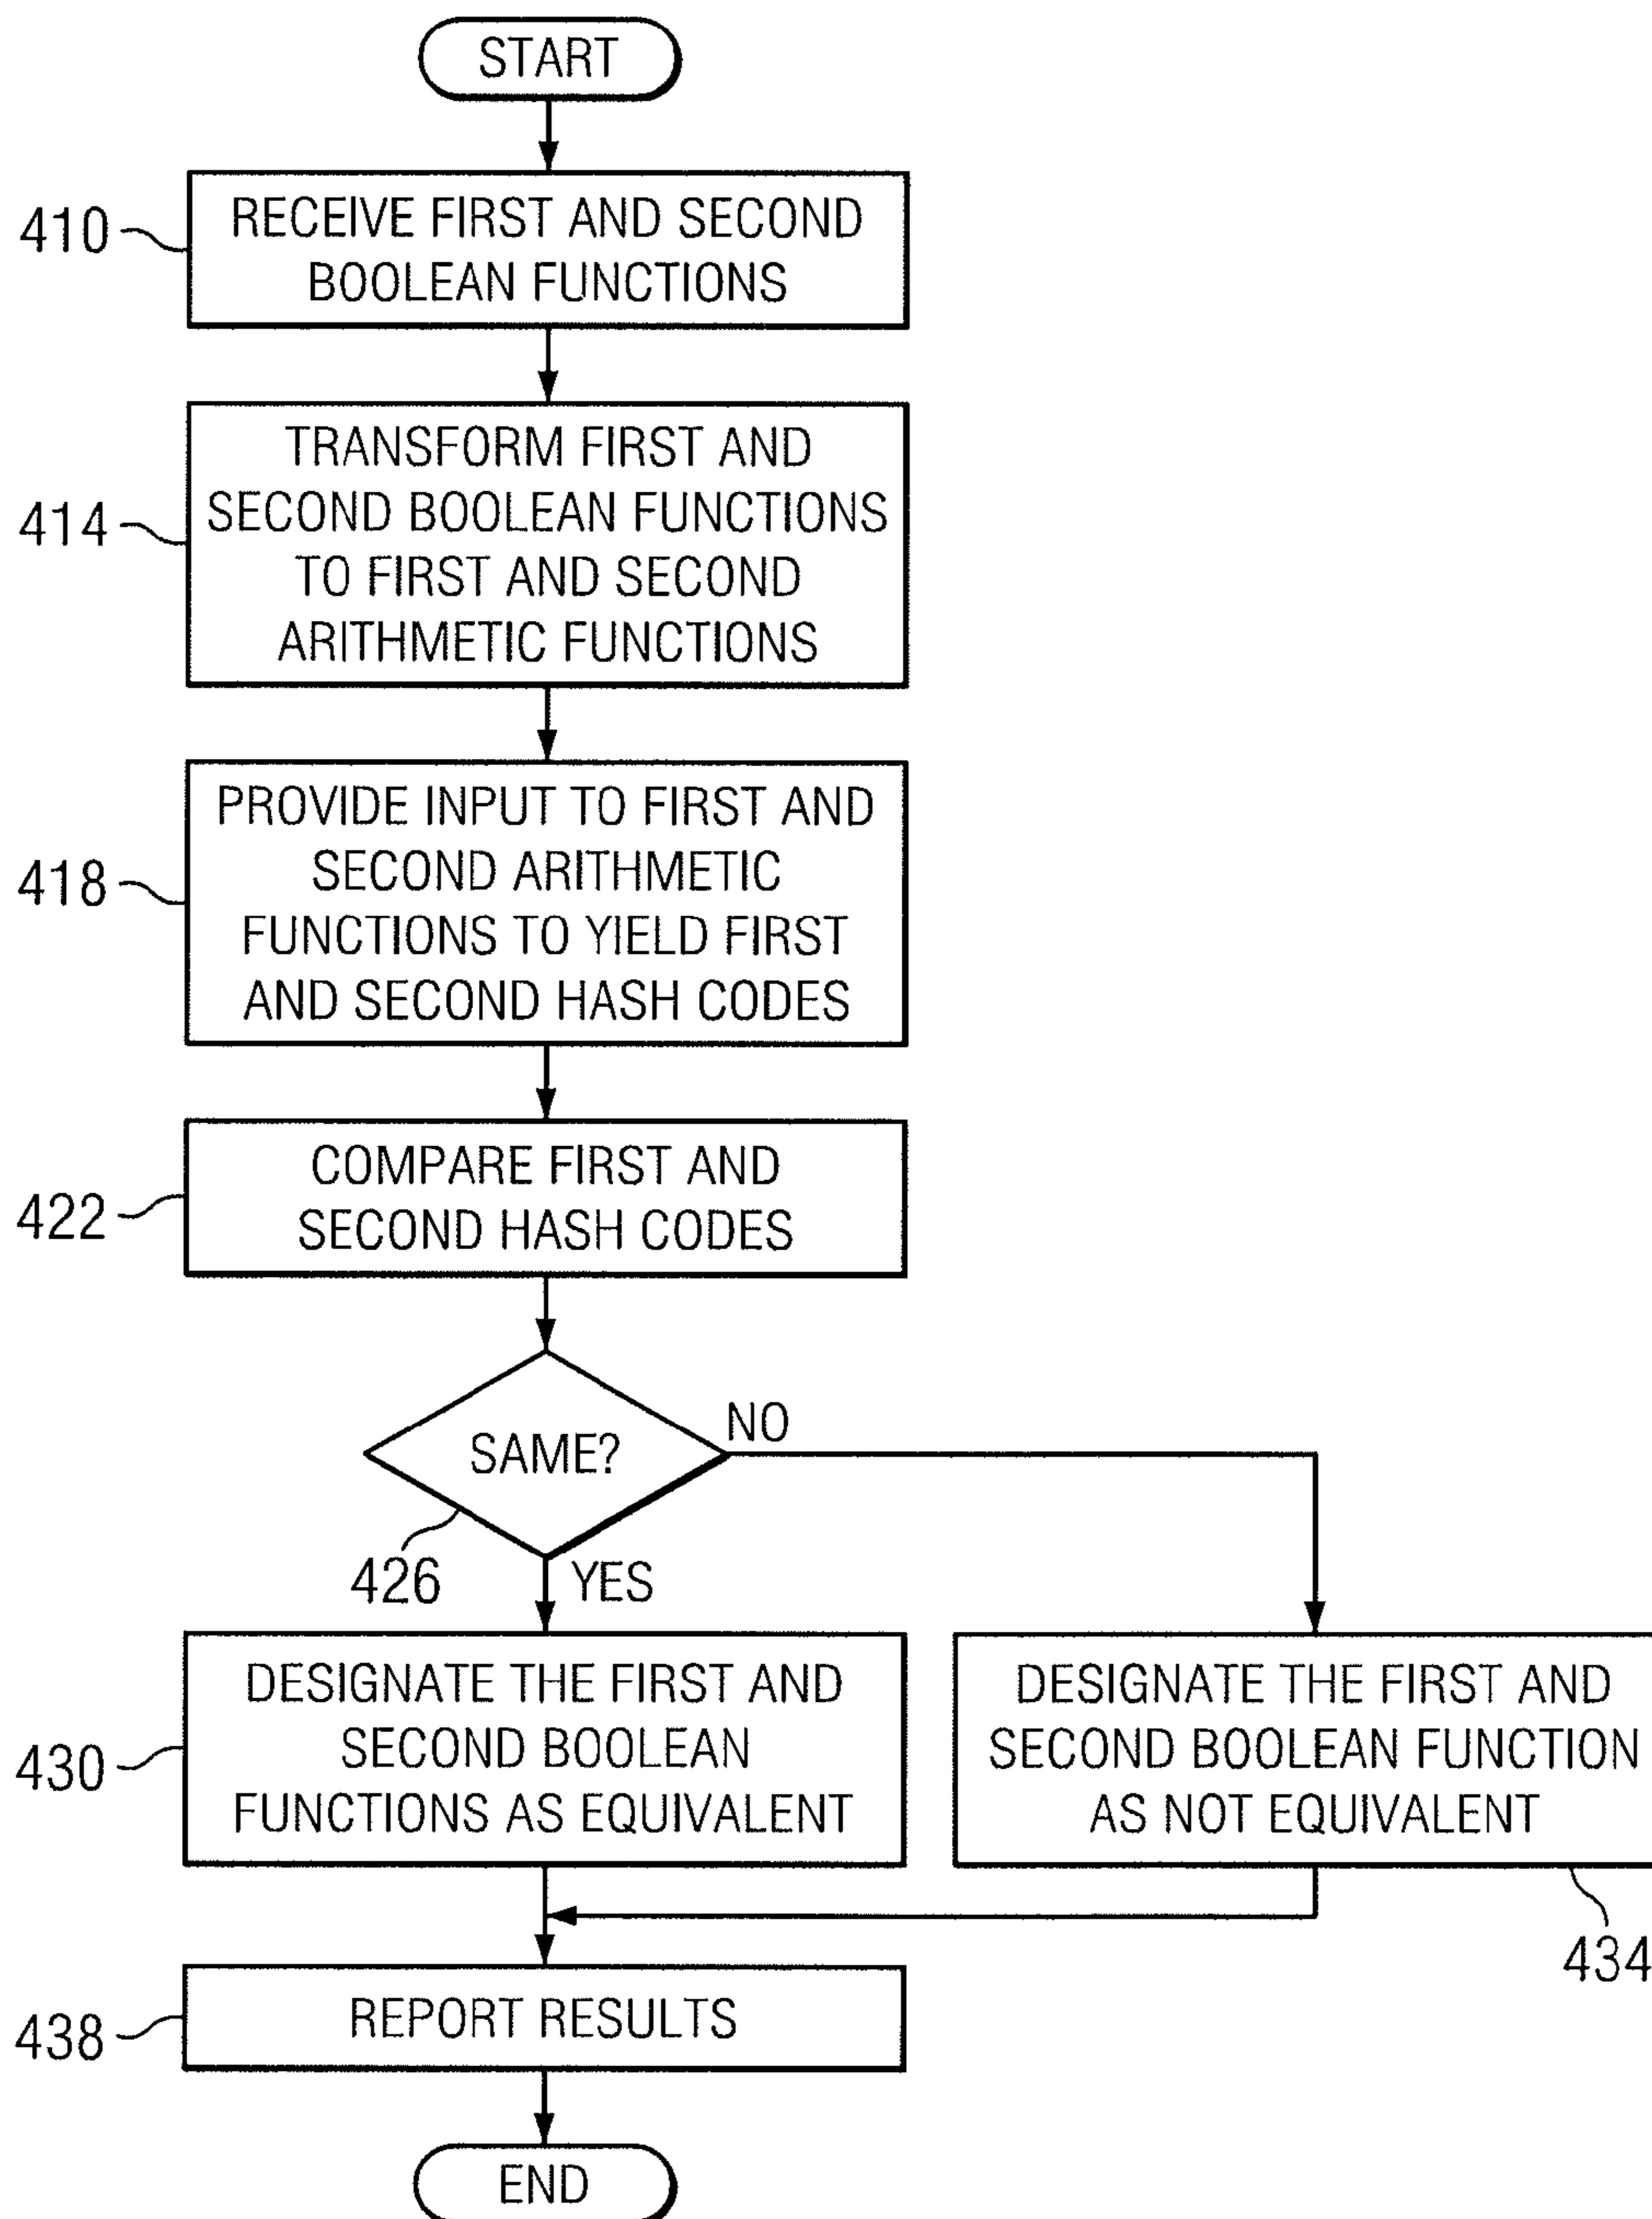 START
410
RECEIVE FIRST AND SECOND
BOOLEAN FUNCTIONS
414
TRANSFORM FIRST AND
SECOND BOOLEAN FUNCTIONS
TO FIRST AND SECOND
ARITHMETIC FUNCTIONS
418
PROVIDE INPUT TO FIRST AND
SECOND ARITHMETIC
FUNCTIONS TO YIELD FIRST
AND SECOND HASH CODES
422
COMPARE FIRST AND
SECOND HASH CODES
SAME?
NO
426
YES
430
DESIGNATE THE FIRST AND
SECOND BOOLEAN
FUNCTIONS AS EQUIVALENT
DESIGNATE THE FIRST AND
SECOND BOOLEAN FUNCTION
AS NOT EQUIVALENT
434
438
REPORT RESULTS
END